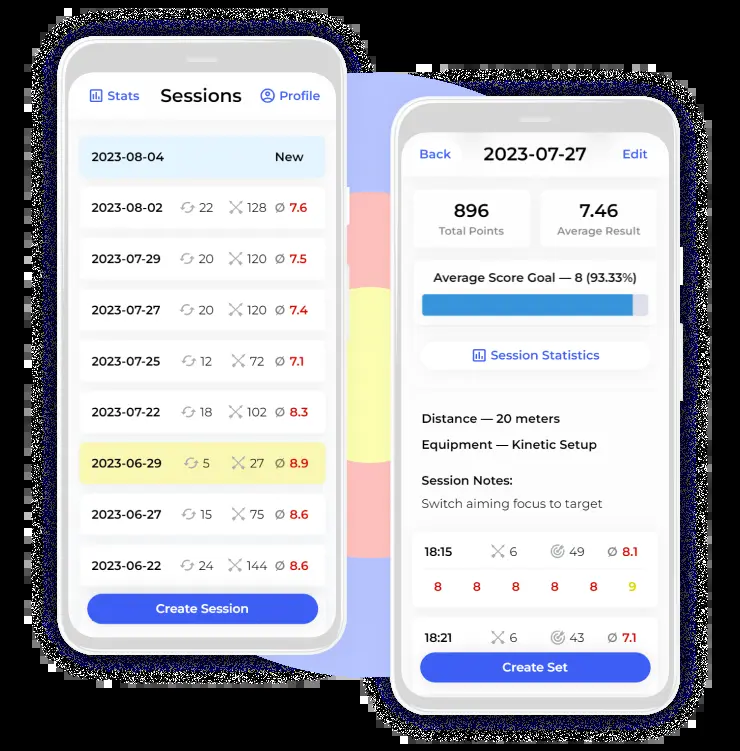 Stats Sessions Profile
2023-08-04 New
2023-08-02 22 128 Ø 7.6
2023-07-29 20 120 Ø 7.5
2023-07-27 20 120 Ø 7.4
2023-07-25 12 72 Ø 7.1
2023-07-22 18 102 Ø 8.3
2023-06-29 5 27 Ø 8.9
2023-06-27 15 75 Ø 8.6
2023-06-22 24 144 Ø 8.6
Create Session
Back 2023-07-27 Edit
896 7.46
Total Points Average Result
Average Score Goal — 8 (93.33%)
Session Statistics
Distance — 20 meters
Equipment — Kinetic Setup
Session Notes:
Switch aiming focus to target
18:15 6 49 Ø 8.1
8 8 8 8 8 9
18:21 6 43 Ø 7.1
Create Set